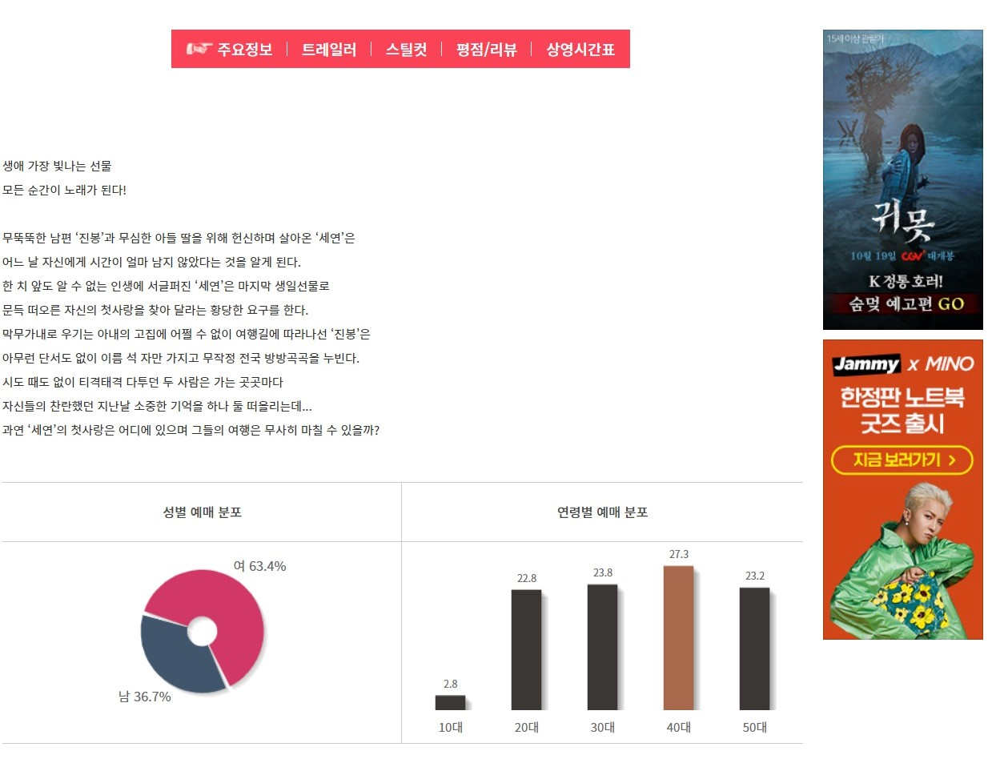 주요정보
트레일러
스틸컷
평점/리뷰
상영시간표
생애 가장 빛나는 선물
모든 순간이 노래가 된다!
무뚝뚝한 남편 ‘진봉’과 무심한 아들 딸을 위해 헌신하며 살아온 ‘세연’은
어느 날 자신에게 시간이 얼마 남지 않았다는 것을 알게 된다.
한 치 앞도 알 수 없는 인생에 서글퍼진 ‘세연’은 마지막 생일선물로
문득 떠오른 자신의 첫사랑을 찾아 달라는 황당한 요구를 한다.
막무가내로 우기는 아내의 고집에 어쩔 수 없이 여행길에 따라나선 ‘진봉’은
아무런 단서도 없이 이름 석 자만 가지고 무작정 전국 방방곡곡을 누빈다.
시도 때도 없이 티격태격 다투던 두 사람은 가는 곳곳마다
자신들의 찬란했던 지난날 소중한 기억을 하나 둘 떠올리는데...
과연 ‘세연’의 첫사랑은 어디에 있으며 그들의 여행은 무사히 마칠 수 있을까?
성별 예매 분포
여 63.4%
남 36.7%
연령별 예매 분포
2.8
22.8
23.8
27.3
23.2
10대
20대
30대
40대
50대
15세이상관람가
귀못
10월 19일 CGV 대개봉
K 정통 호러!
숨멎 예고편 GO
Jammy x MINO
한정판 노트북
굿즈 출시
지금 보러가기 >